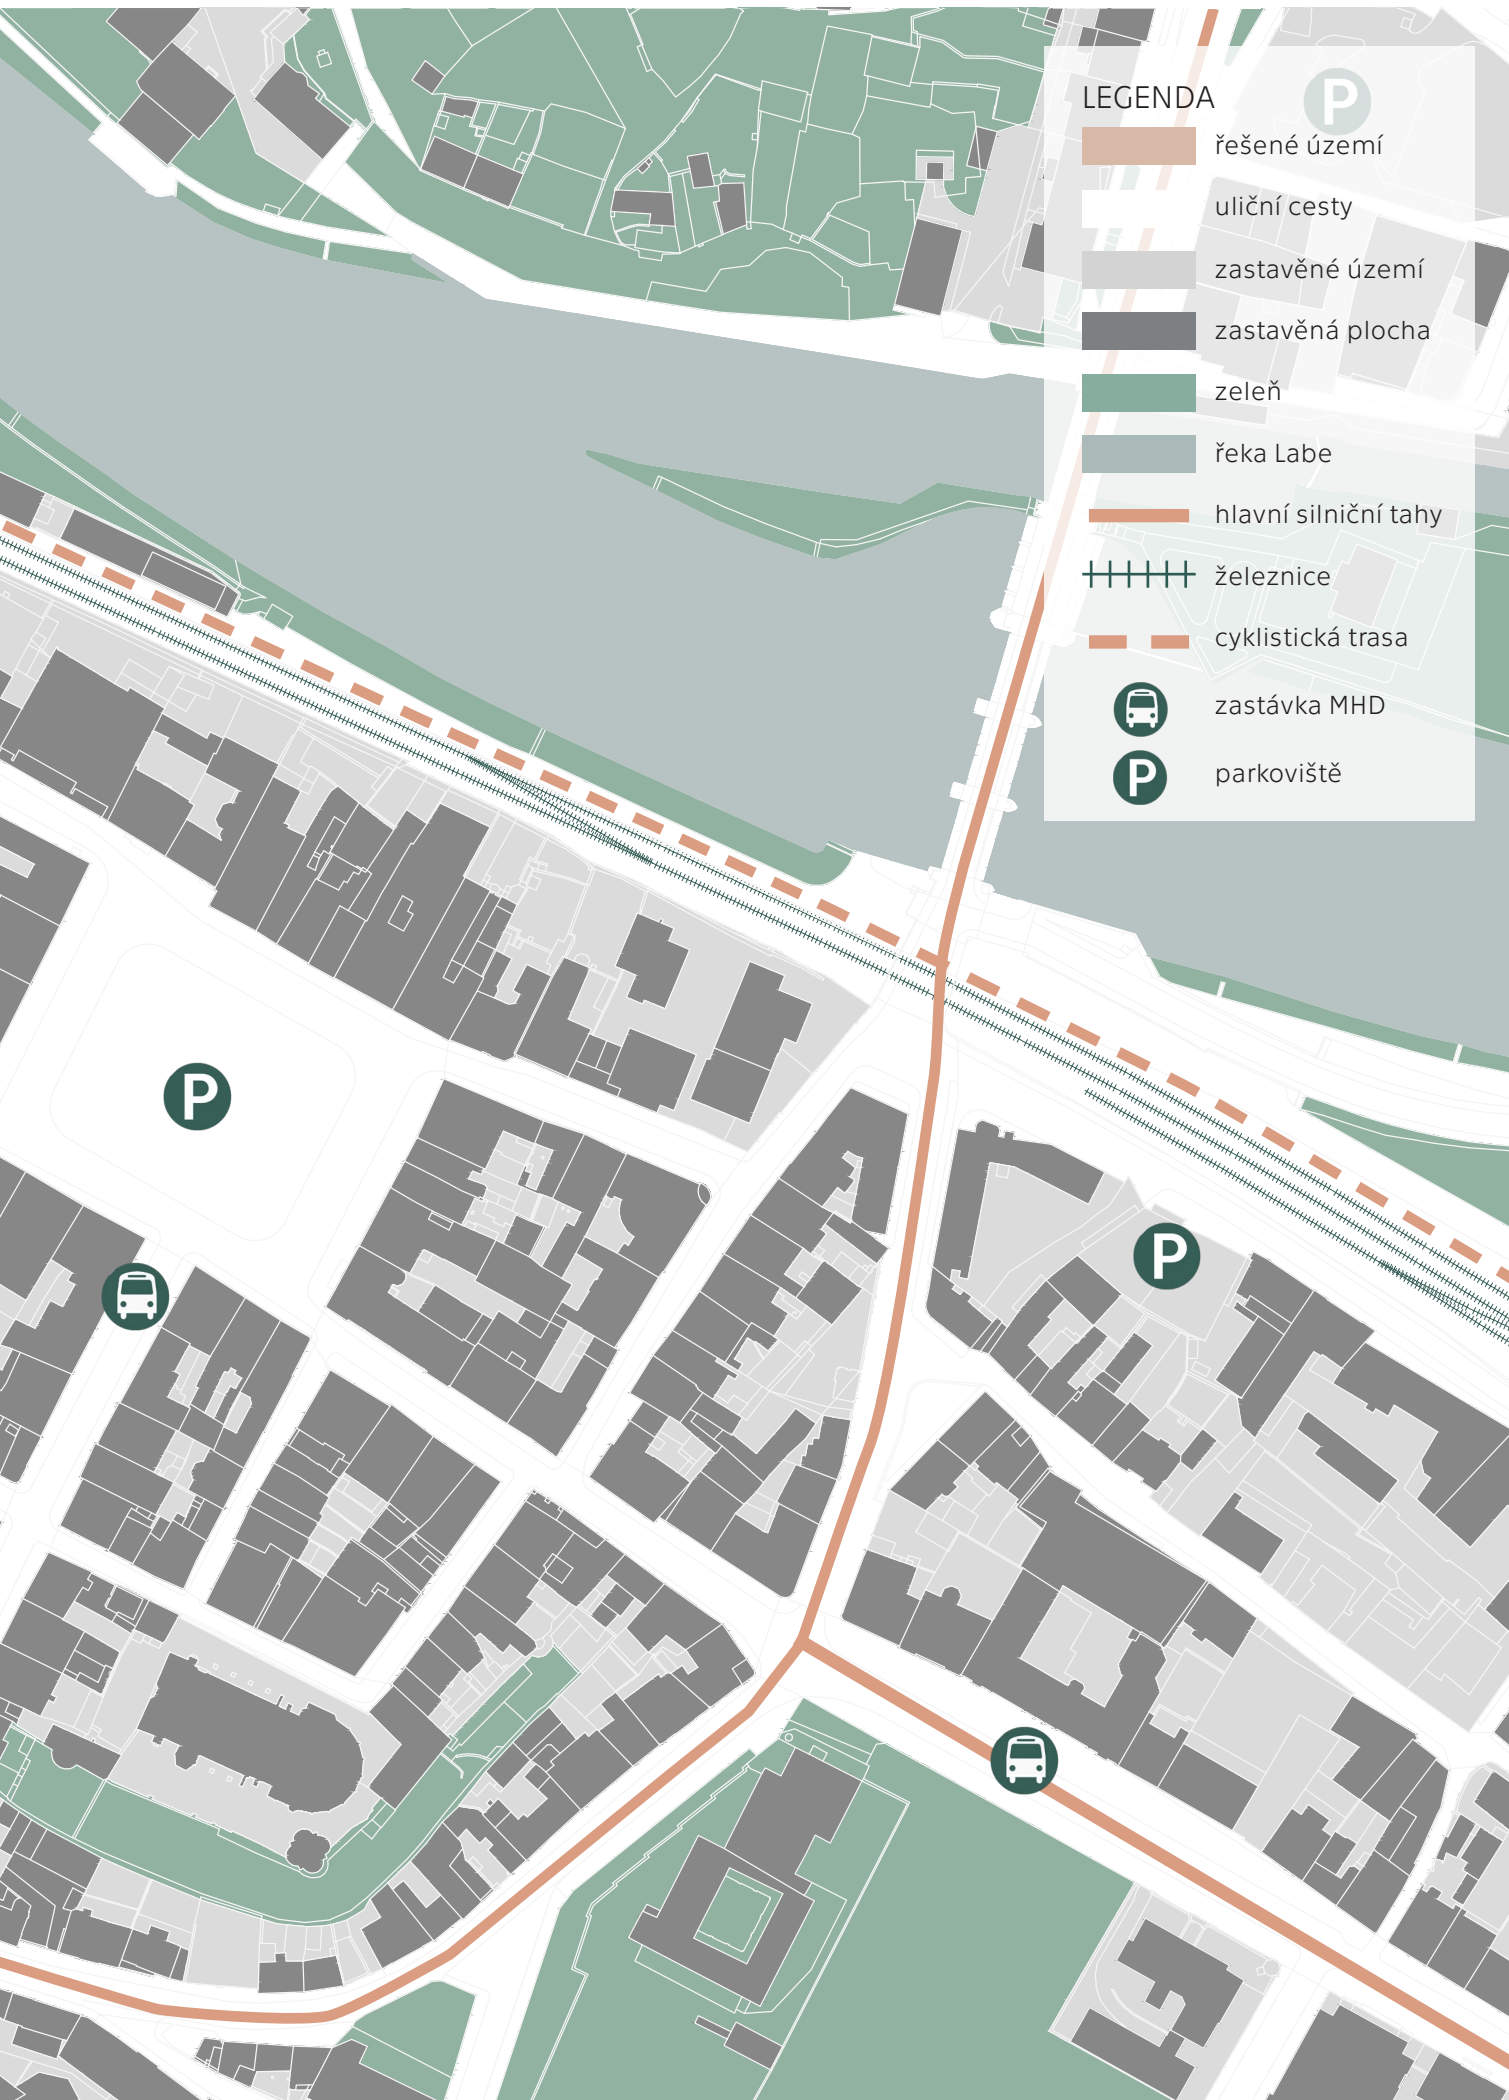 LEGENDA
P
řešené území
uliční cesty
zastavěné území
zastavěná plocha
zeleň
řeka Labe
hlavní silniční tahy
železnice
cyklistická trasa
zastávka MHD
P parkoviště
P
P